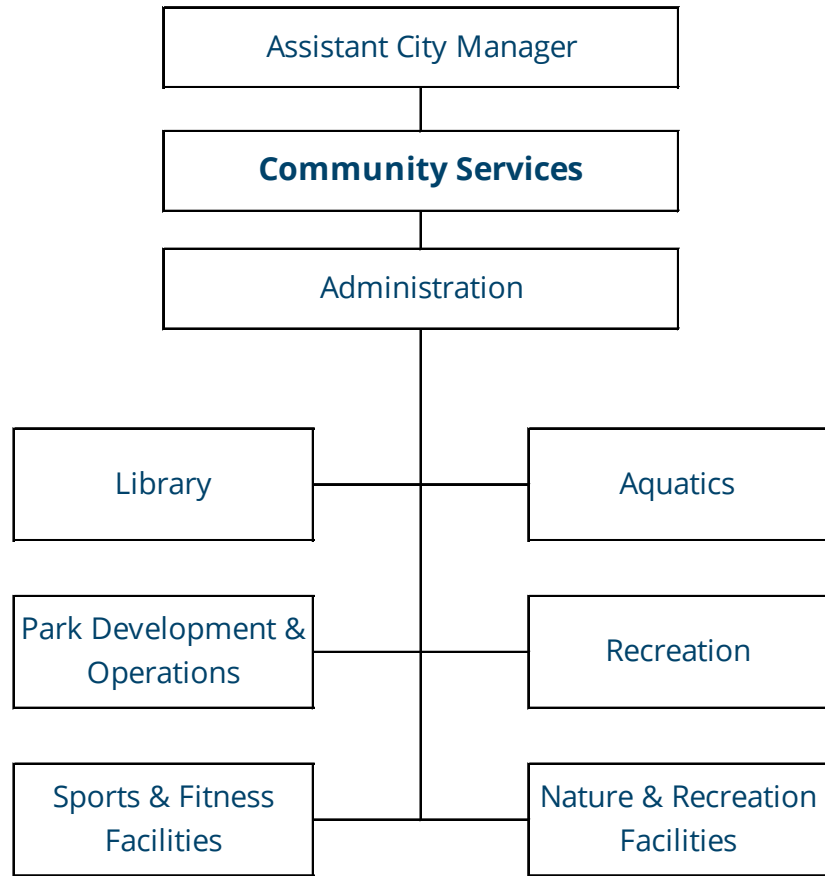 Assistant City Manager
Community Services
Administration
Library
Aquatics
Park Development &
Operations
Recreation
Sports & Fitness
Facilities
Nature & Recreation
Facilities